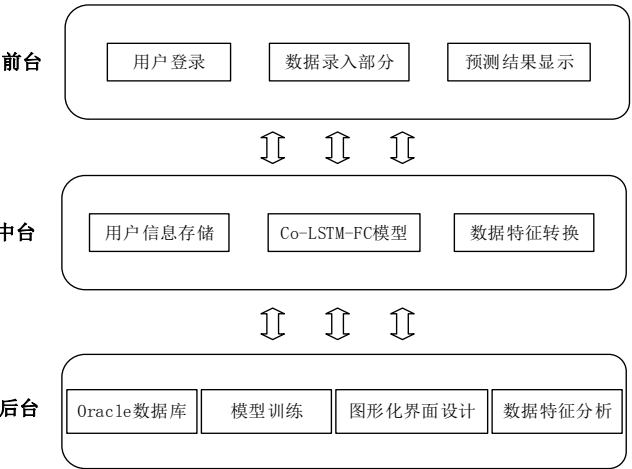 前台
用户登录
数据录入部分
预测结果显示
中台
用户信息存储
Co-LSTM-FC模型
数据特征转换
后台
Oracle数据库
模型训练
图形化界面设计
数据特征分析